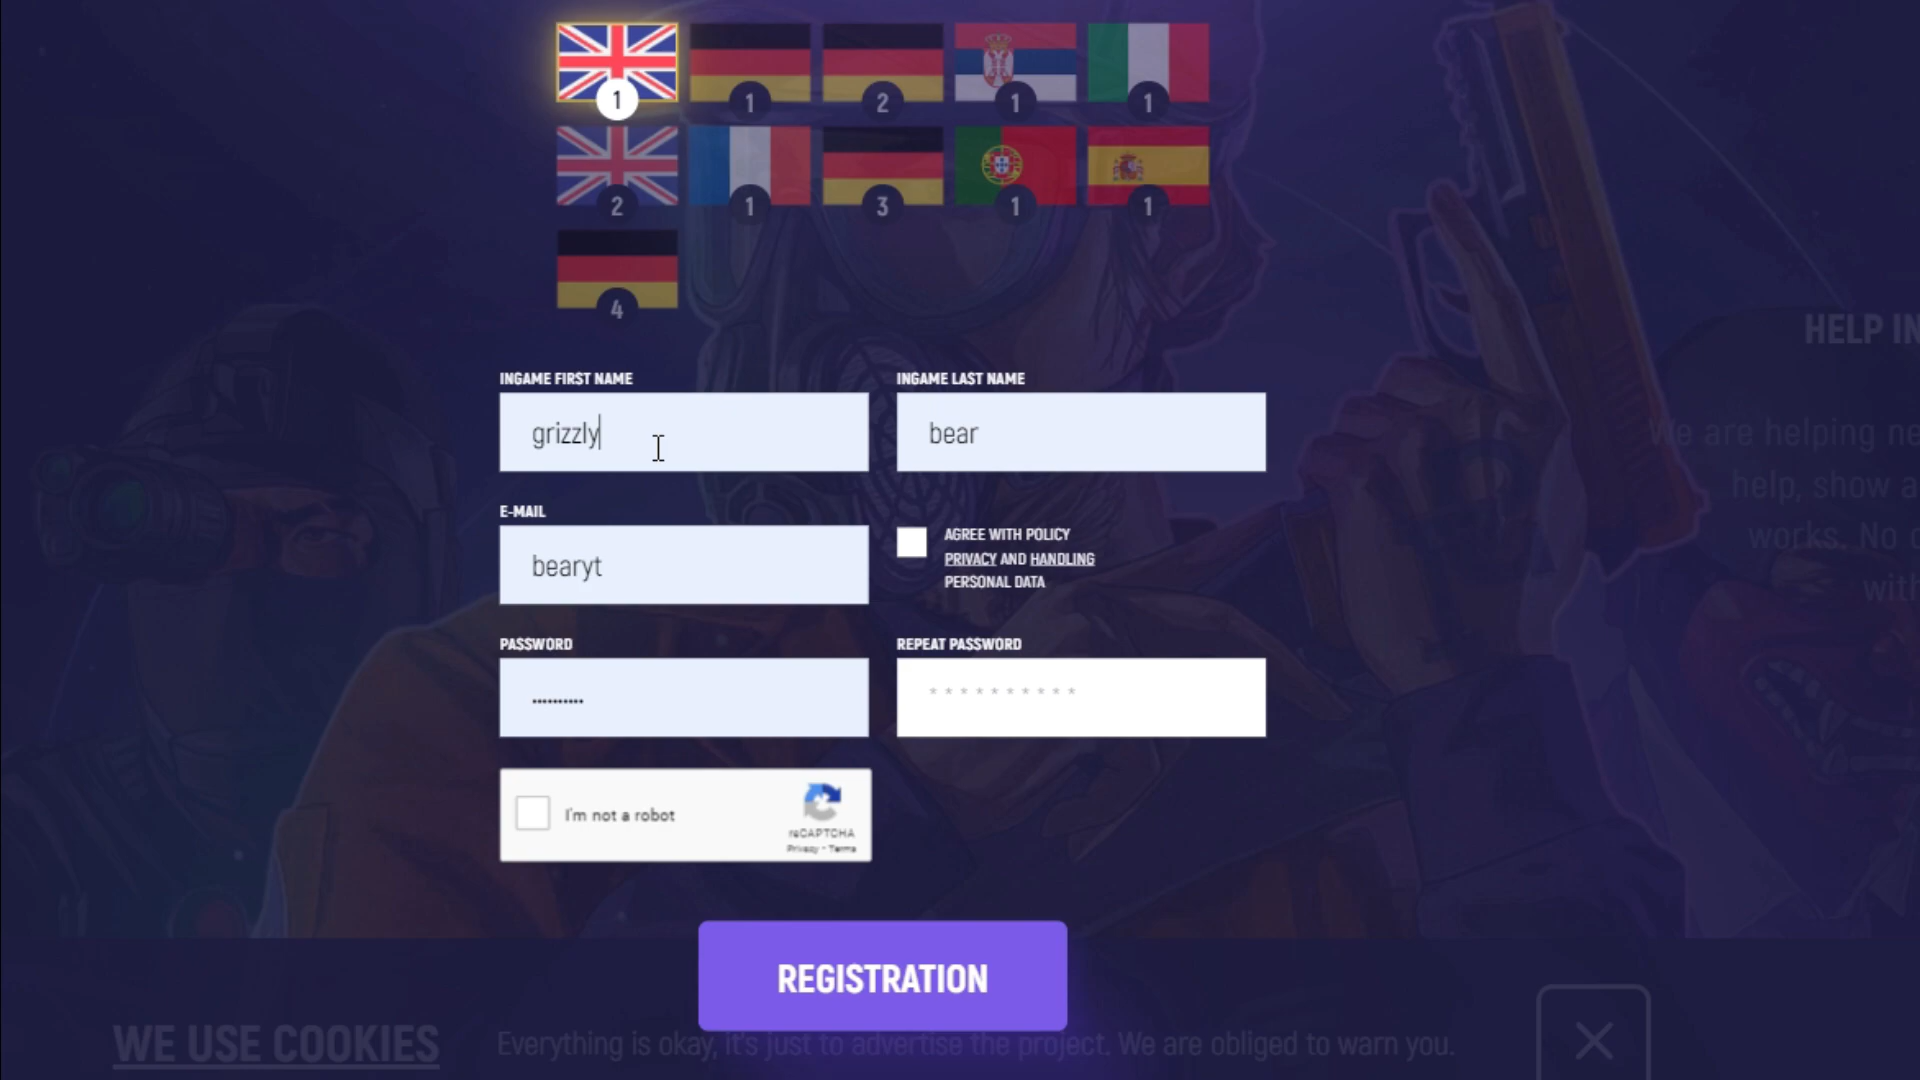 1 1 2 1 1
2 1 3 1 1
4
HELP IN
INGAME FIRST NAME INGAME LAST NAME
grizzly bear
We are helping ne
help, show a
E-MAIL
AGREE WITH POLICY
works. No
PRIVACY AND HANDLING
bearyt
PERSONAL DATA
with
PASSWORD REPEAT PASSWORD
•••••••••• * * * * * * * * * *
I'm not a robot
reCAPTCHA
Privacy - Terms
REGISTRATION
WE USE COOKIES Everything is okay, it's just to advertise the project. We are obliged to warn you.